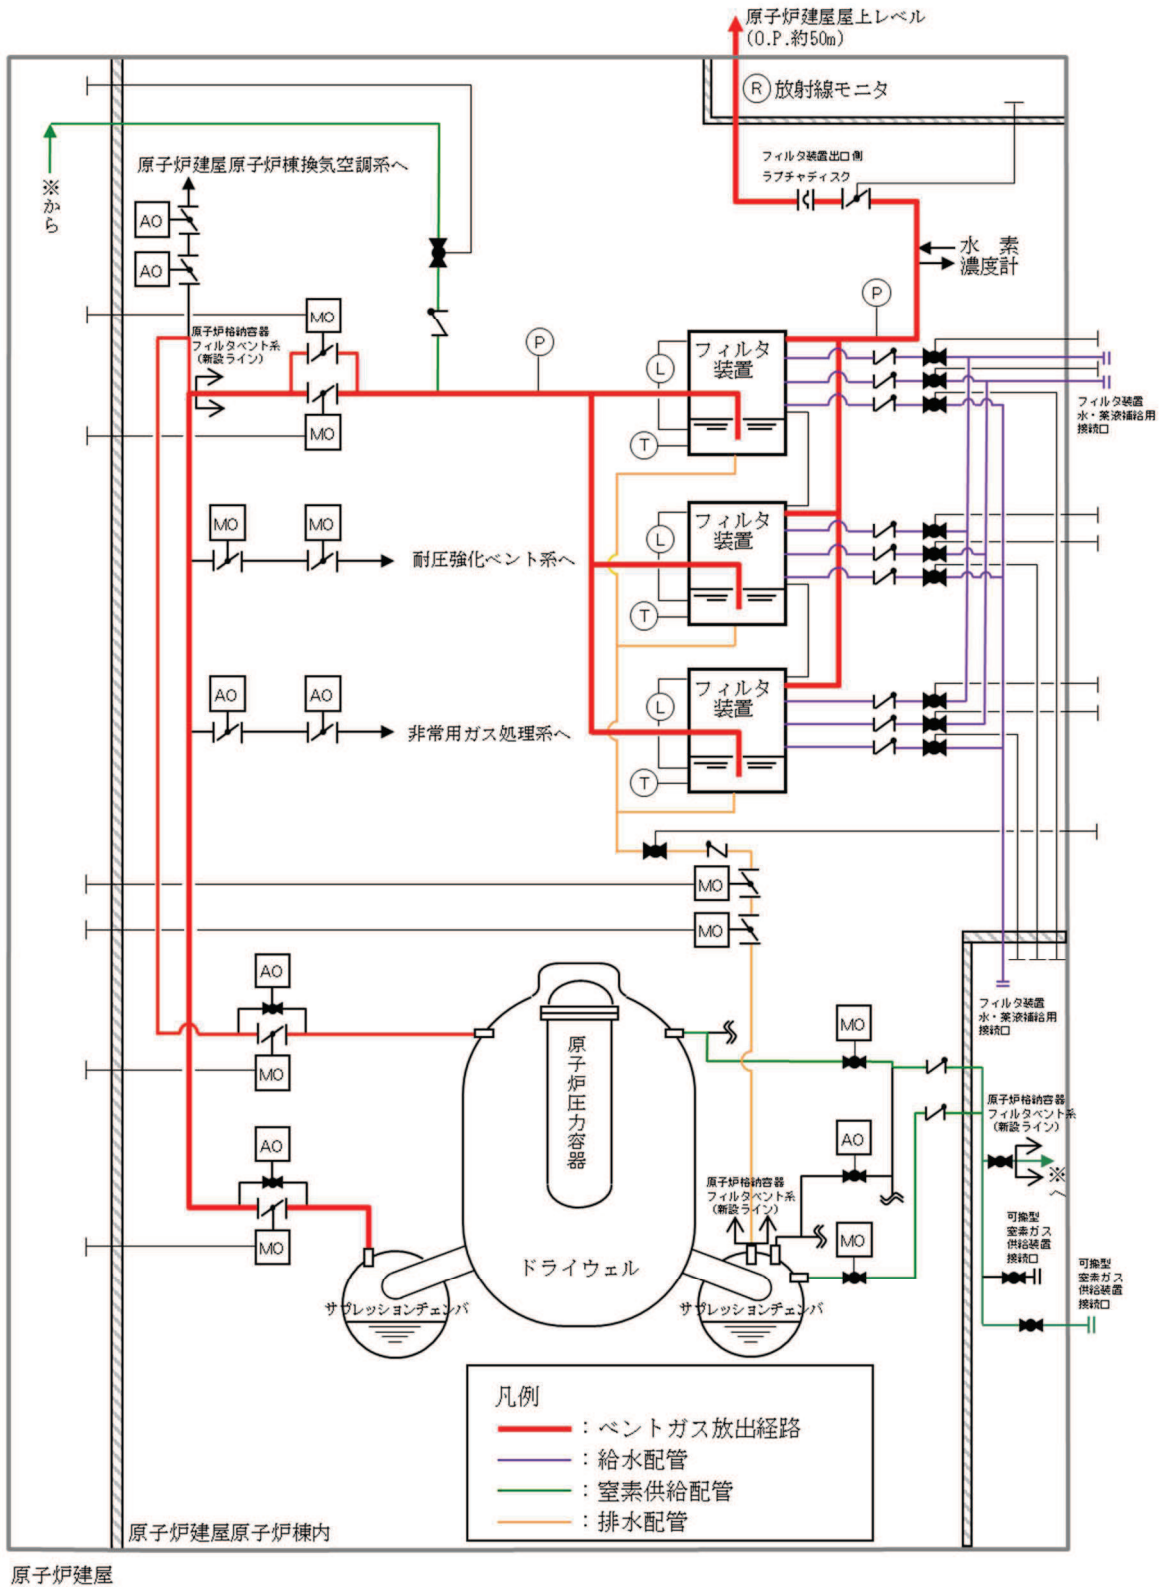 原子炉建屋屋上レベル
(O.P.約50m)
R 放射線モニタ
フィルタ装置出口側
ラプチャディスク
※から
原子炉建屋原子炉棟換気空調系へ
AO
AO
水 素
濃度計
P
P
MO
原子炉格納容器
フィルタベント系
(新設ライン)
MO
フィルタ
装置
L
T
フィルタ装置
水・薬液補給用
接続口
MO
MO
耐圧強化ベント系へ
フィルタ
装置
L
T
AO
AO
非常用ガス処理系へ
フィルタ
装置
L
T
MO
MO
AO
MO
原子炉圧力容器
MO
フィルタ装置
水・薬液補給用
接続口
原子炉格納容器
フィルタベント系
(新設ライン)
※へ
AO
AO
MO
原子炉格納容器
フィルタベント系
(新設ライン)
MO
可搬型
窒素ガス
供給装置
接続口
可搬型
窒素ガス
供給装置
接続口
ドライウェル
サプレッションチェンバ
サプレッションチェンバ
凡例
：ベントガス放出経路
：給水配管
：窒素供給配管
：排水配管
原子炉建屋原子炉棟内
原子炉建屋